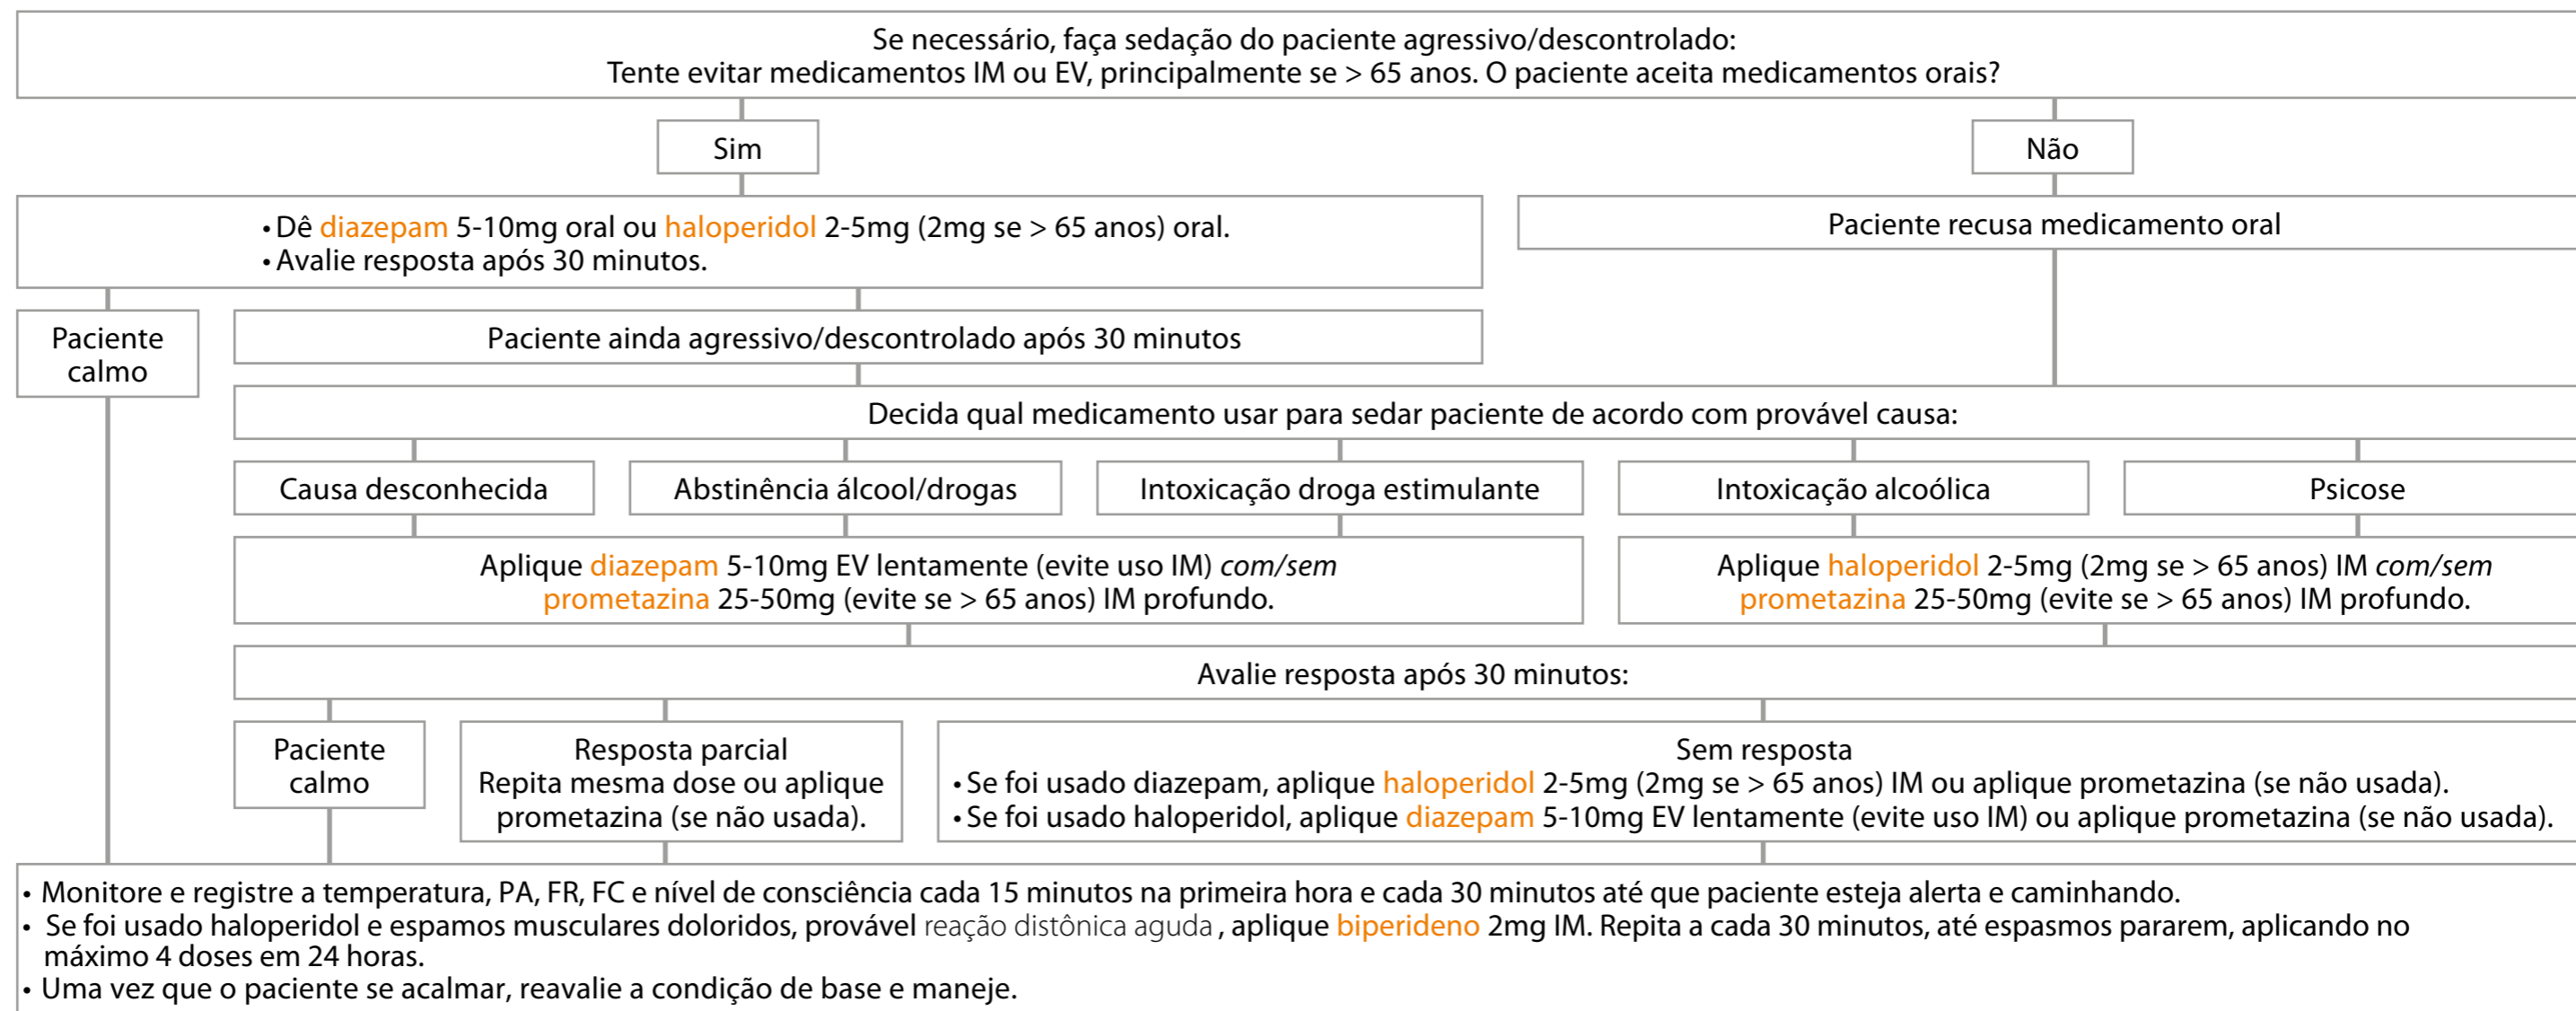 Se necessário, faça sedação do paciente agressivo/descontrolado:
Tente evitar medicamentos IM ou EV, principalmente se > 65 anos. O paciente aceita medicamentos orais?
Sim
Não
• Dê diazepam 5-10mg oral ou haloperidol 2-5mg (2mg se > 65 anos) oral.
• Avalie resposta após 30 minutos.
Paciente recusa medicamento oral
Paciente
calmo
Paciente ainda agressivo/descontrolado após 30 minutos
Decida qual medicamento usar para sedar paciente de acordo com provável causa:
Causa desconhecida
Abstinência álcool/drogas
Intoxicação droga estimulante
Intoxicação alcoólica
Psicose
Aplique diazepam 5-10mg EV lentamente (evite uso IM) com/sem
prometazina 25-50mg (evite se > 65 anos) IM profundo.
Aplique haloperidol 2-5mg (2mg se > 65 anos) IM com/sem
prometazina 25-50mg (evite se > 65 anos) IM profundo.
Avalie resposta após 30 minutos:
Paciente
calmo
Resposta parcial
Repita mesma dose ou aplique
prometazina (se não usada).
Sem resposta
• Se foi usado diazepam, aplique haloperidol 2-5mg (2mg se > 65 anos) IM ou aplique prometazina (se não usada).
• Se foi usado haloperidol, aplique diazepam 5-10mg EV lentamente (evite uso IM) ou aplique prometazina (se não usada).
• Monitore e registre a temperatura, PA, FR, FC e nível de consciência cada 15 minutos na primeira hora e cada 30 minutos até que paciente esteja alerta e caminhando.
• Se foi usado haloperidol e espamos musculares doloridos, provável reação distônica aguda , aplique biperideno 2mg IM. Repita a cada 30 minutos, até espasmos pararem, aplicando no
máximo 4 doses em 24 horas.
• Uma vez que o paciente se acalmar, reavalie a condição de base e maneje.